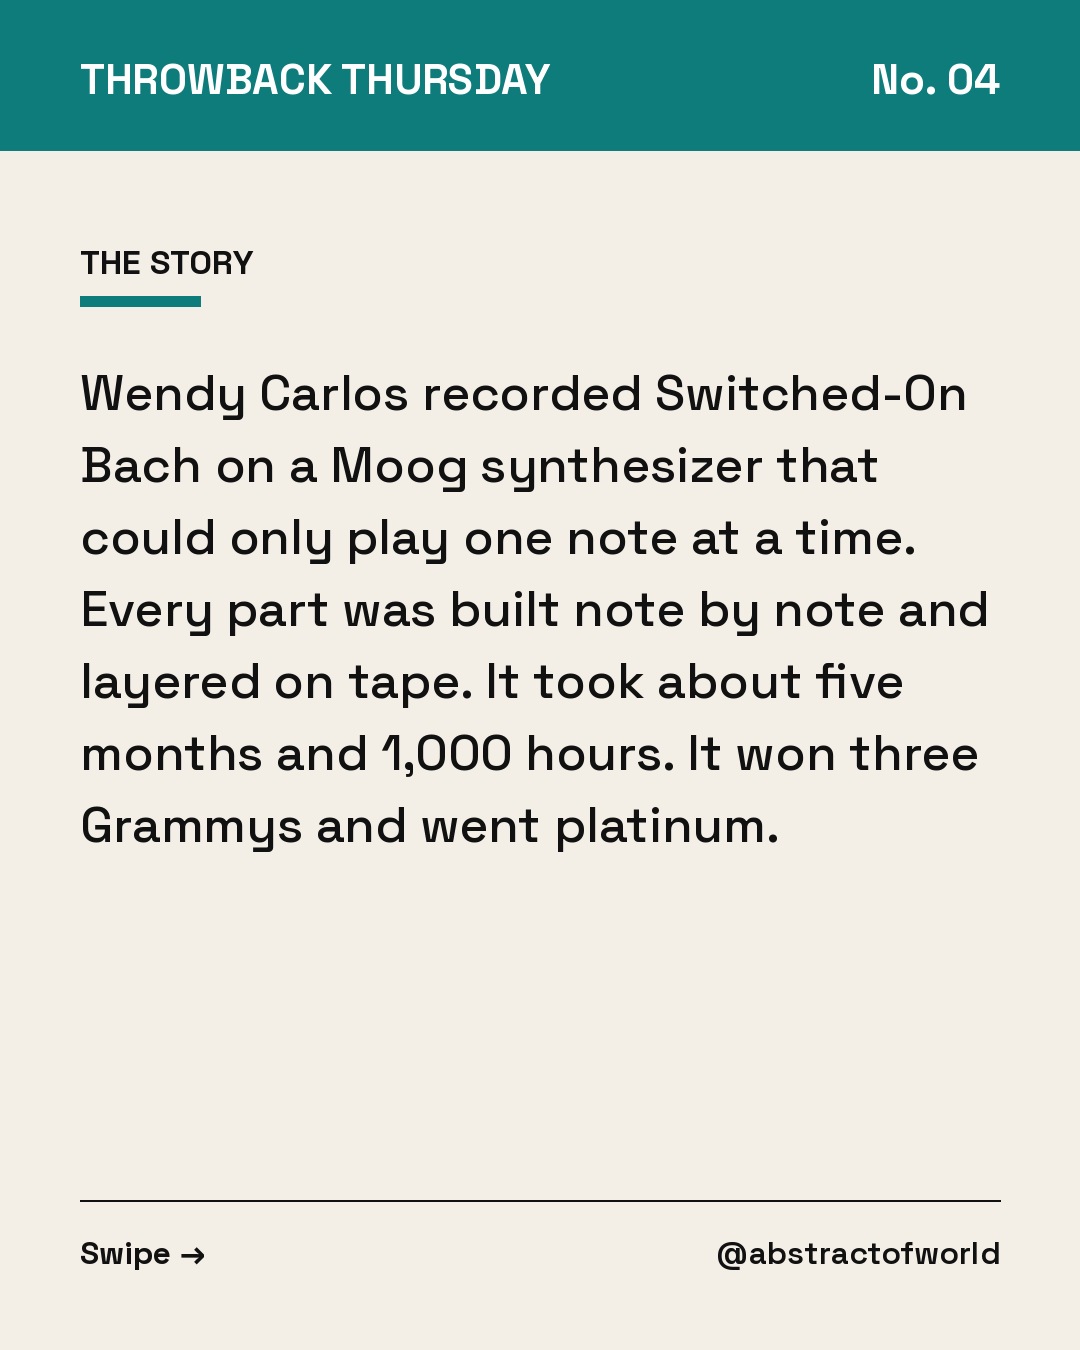 THROWBACK THURSDAY
No. 04
THE STORY
Wendy Carlos recorded Switched-On
Bach on a Moog synthesizer that
could only play one note at a time.
Every part was built note by note and
layered on tape. It took about five
months and 1,000 hours. It won three
Grammys and went platinum.
Swipe →
@abstractofworld